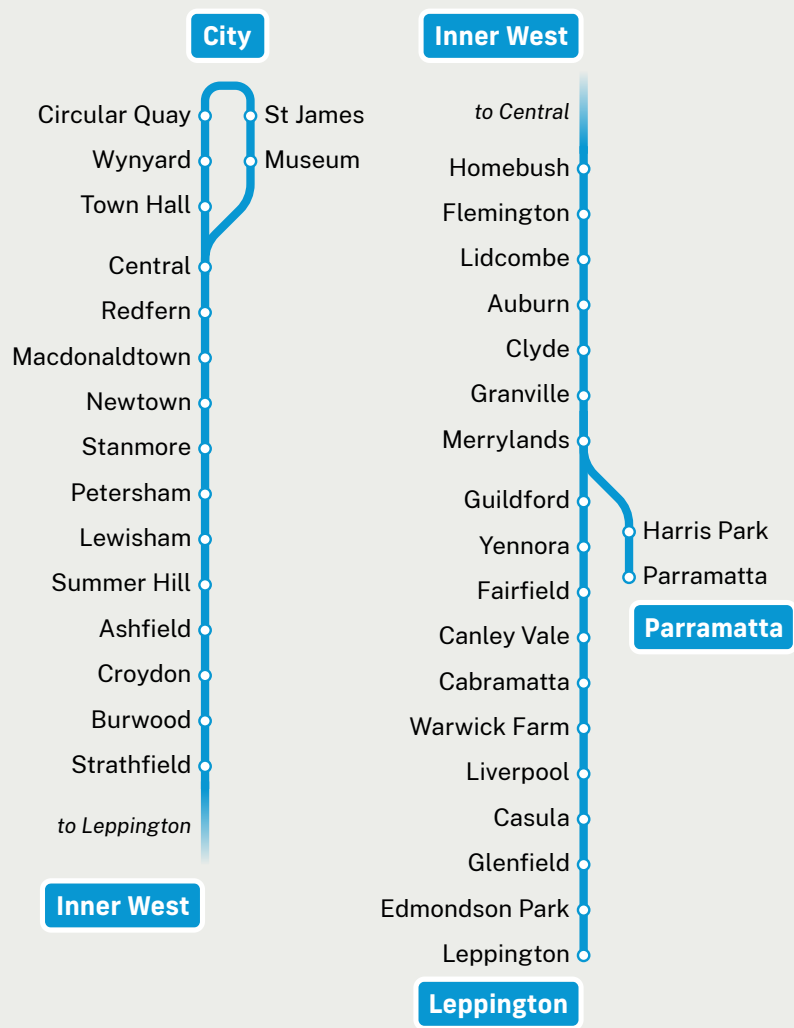 City
Circular Quay
St James
Wynyard
Museum
Town Hall
Central
Redfern
Macdonaldtown
Newtown
Stanmore
Petersham
Lewisham
Summer Hill
Ashfield
Croydon
Burwood
Strathfield
to Leppington
Inner West
Inner West
to Central
Homebush
Flemington
Lidcombe
Auburn
Clyde
Granville
Merrylands
Guildford
Harris Park
Yennora
Parramatta
Fairfield
Parramatta
Canley Vale
Cabramatta
Warwick Farm
Liverpool
Casula
Glenfield
Edmondson Park
Leppington
Leppington